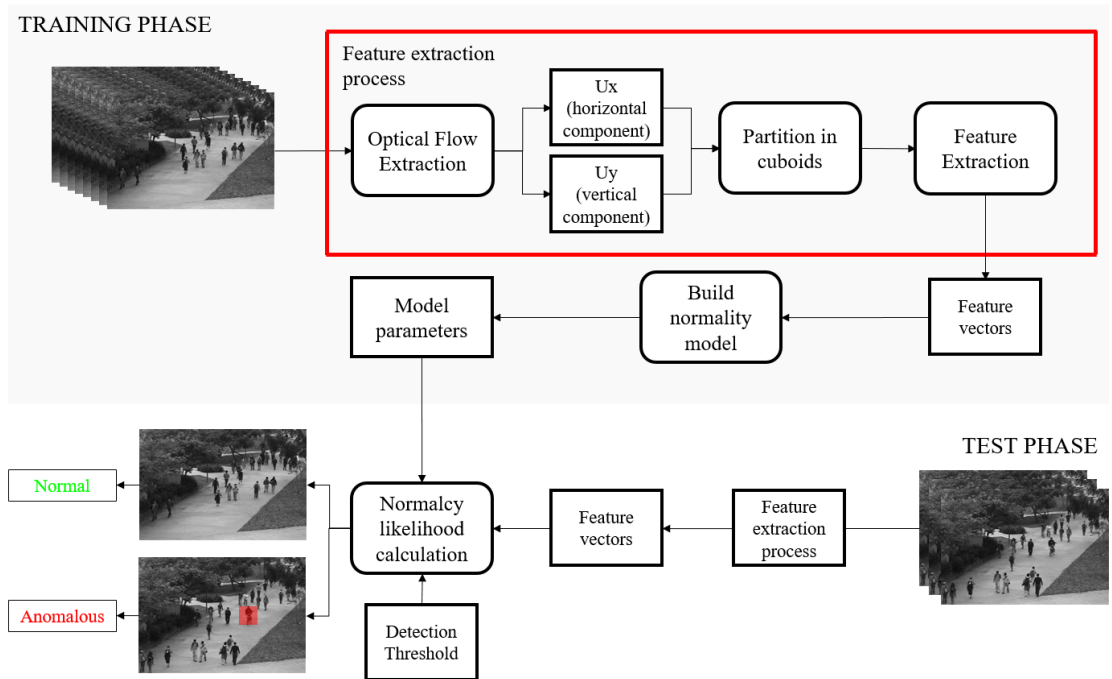 TRAINING PHASE
Feature extraction
process
Optical Flow
Extraction
Ux
(horizontal
component)
Uy
(vertical
component)
Partition in
cuboids
Feature
Extraction
Feature
vectors
Build
normality
model
Model
parameters
TEST PHASE
Feature
extraction
process
Feature
vectors
Normalcy
likelihood
calculation
Detection
Threshold
Normal
Anomalous